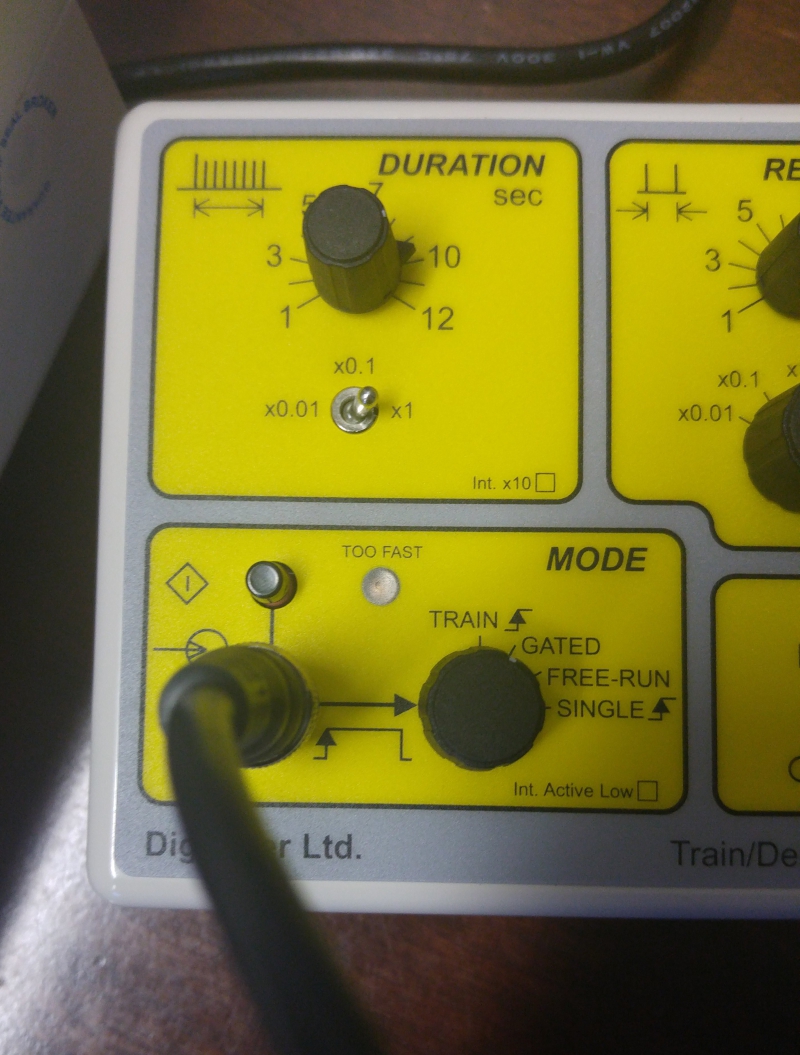 DURATION
sec
5
7
3
10
1
12
x0.1
x0.01
x1
Int. x10
RE
5
3
1
x0.1
x
x0.01
TOO FAST
MODE
I
TRAIN
GATED
FREE-RUN
SINGLE
Int. Active Low
Dig r Ltd.
Train/De